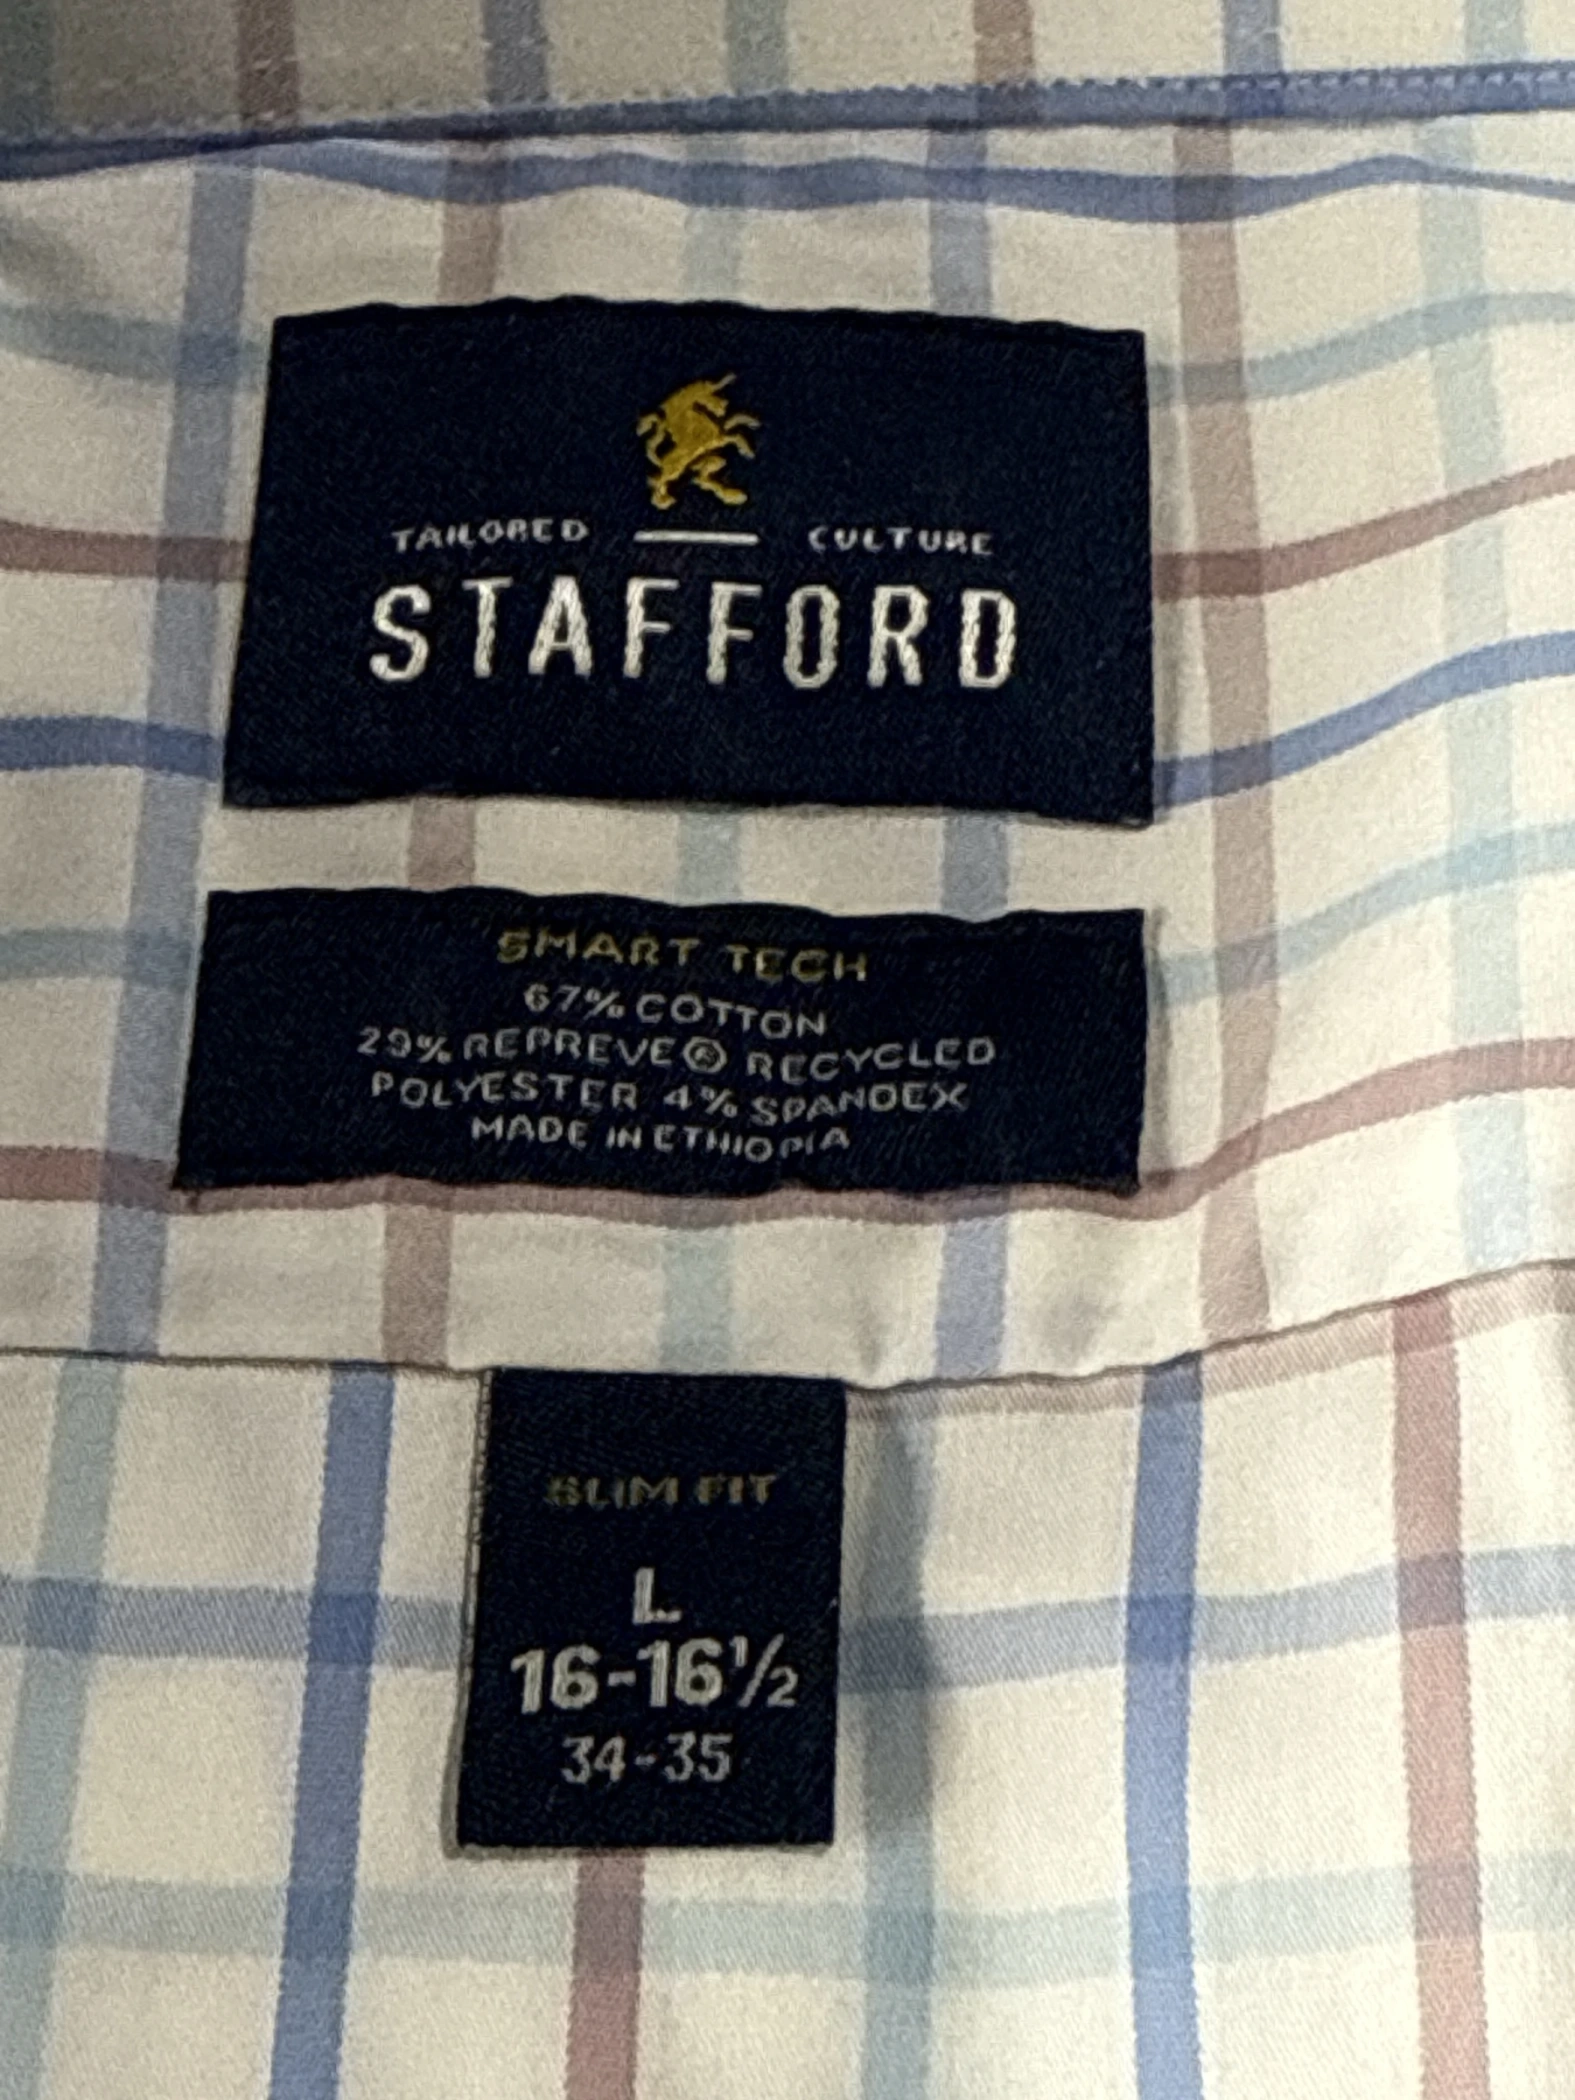 TAILORED CULTURE
STAFFORD
SMART TECH
67% COTTON
29% REPREVE® RECYCLED
POLYESTER 4% SPANDEX
MADE IN ETHIOPIA
SLIM FIT
L
16-16½
34-35